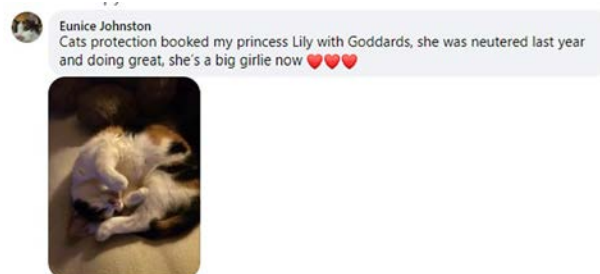 Eunice Johnston
Cats protection booked my princess Lily with Goddards, she was neutered last year
and doing great, she's a big girlie now ❤️❤️❤️